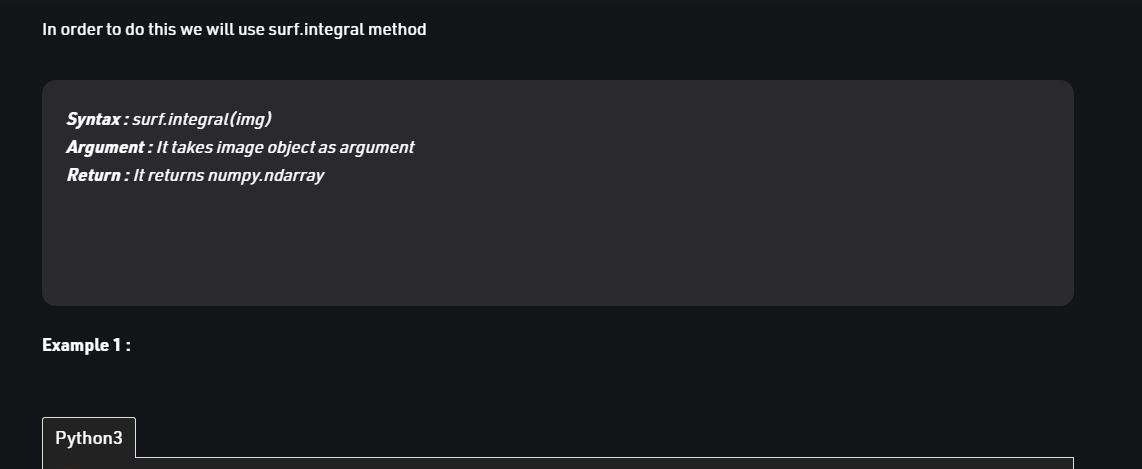 In order to do this we will use surf.integral method
Syntax : surf.integral(img)
Argument : It takes image object as argument
Return : It returns numpy.ndarray
Example 1 :
Python3